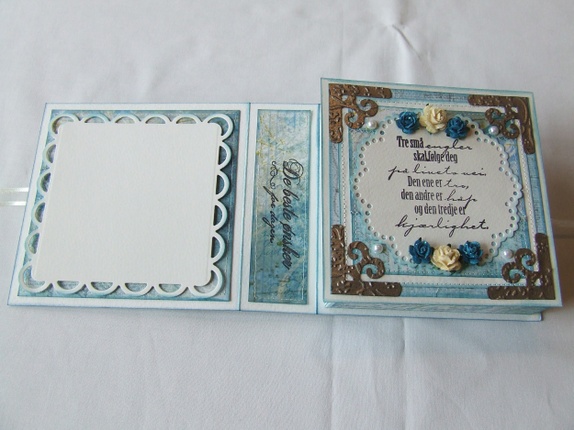 De beste ønsker
for dagen
Tre små engler
skal følge deg
på livets vei.
Den ene er tro,
den andre er håp
og den tredje er
kjærlighet.